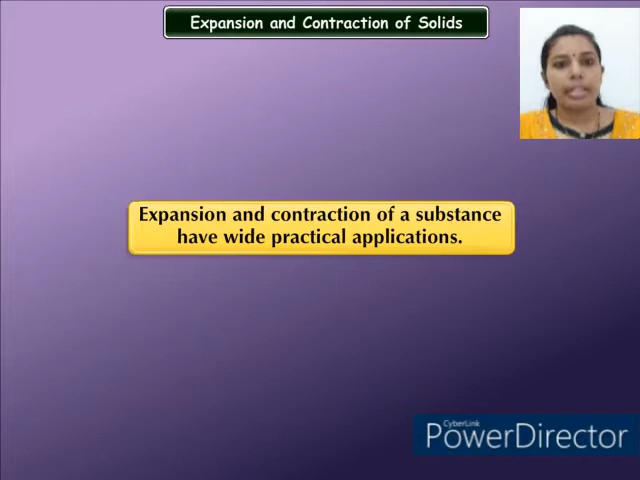 Expansion and Contraction of Solids
Expansion and contraction of a substance
have wide practical applications.
CyberLink
PowerDirector